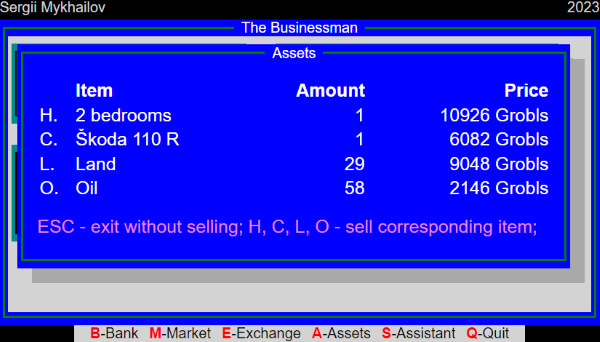 Sergii Mykhailov 2023
The Businessman
Assets
Item Amount Price
H. 2 bedrooms 1 10926 Grobls
C. Škoda 110 R 1 6082 Grobls
L. Land 29 9048 Grobls
O. Oil 58 2146 Grobls
ESC - exit without selling; H, C, L, O - sell corresponding item;
B-Bank M-Market E-Exchange A-Assets S-Assistant Q-Quit